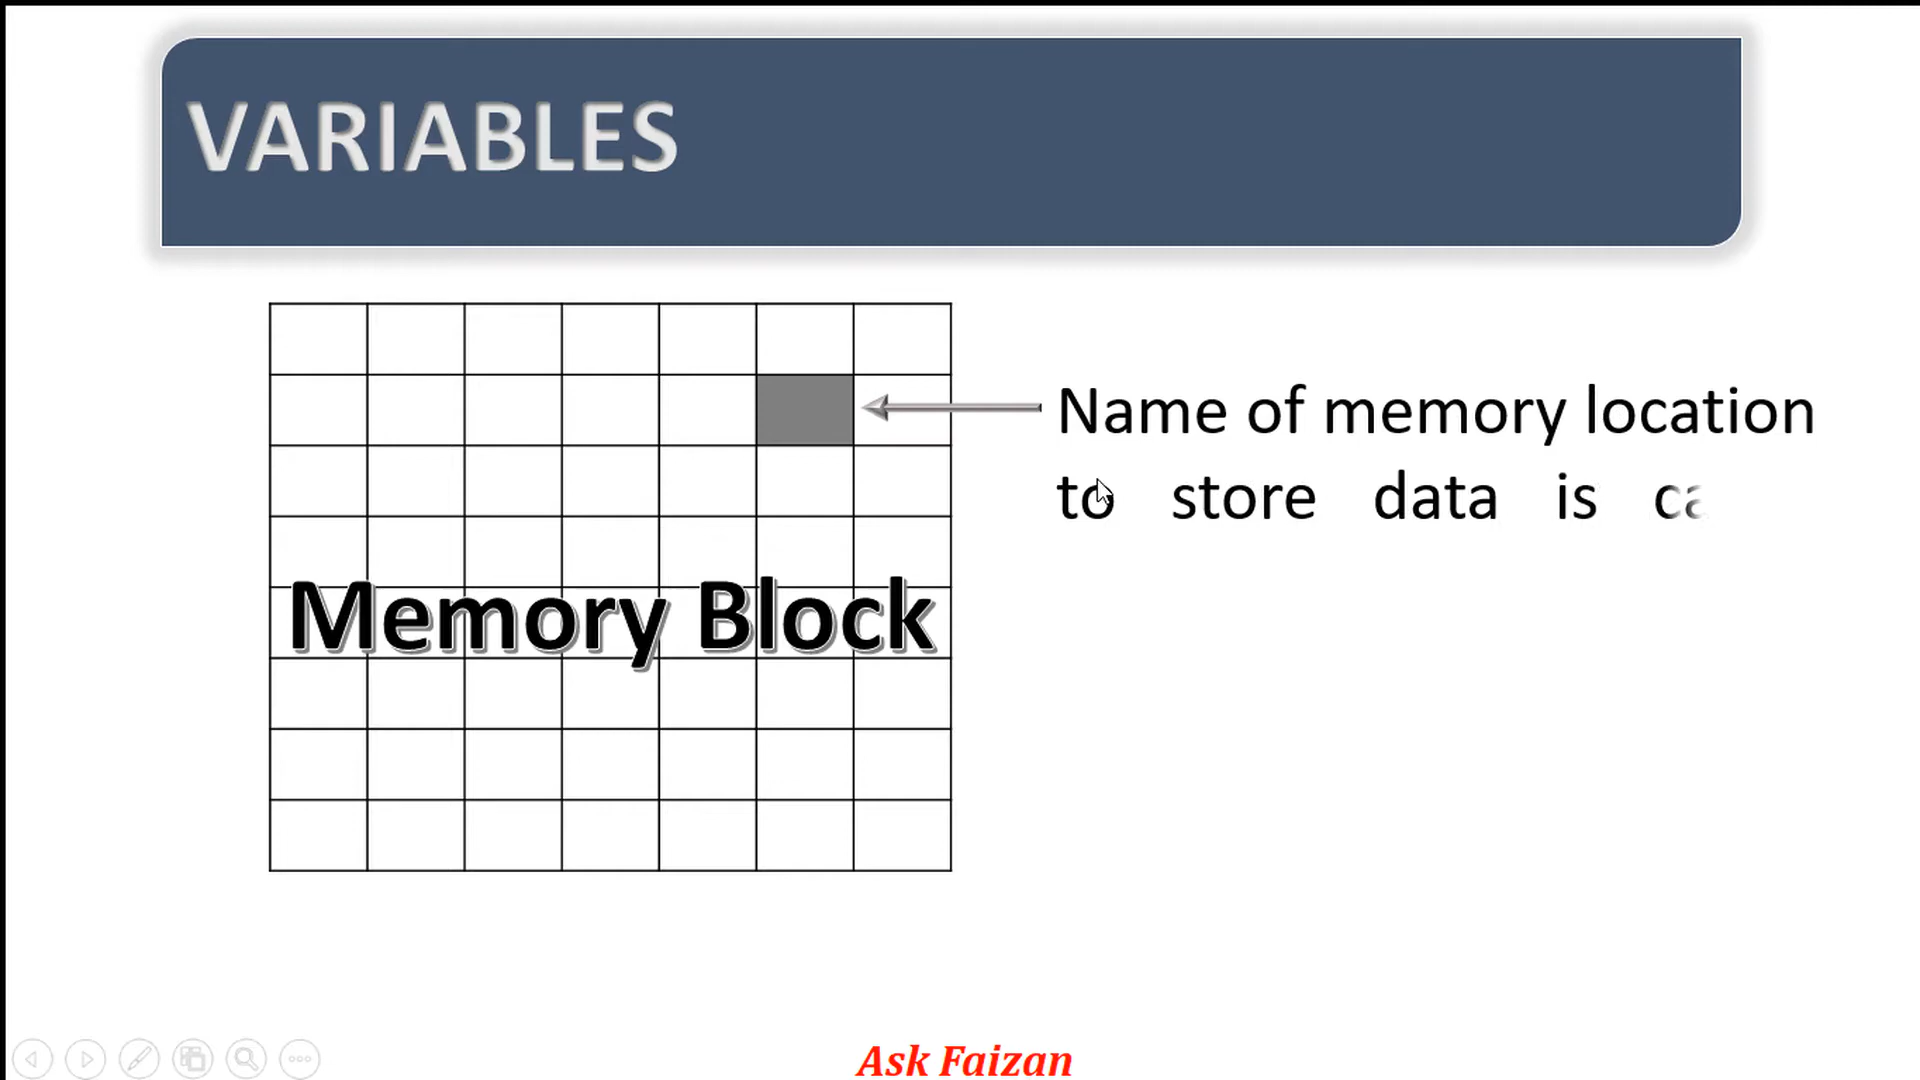 VARIABLES
Name of memory location
to store data is
Memory Block
Ask Faizan